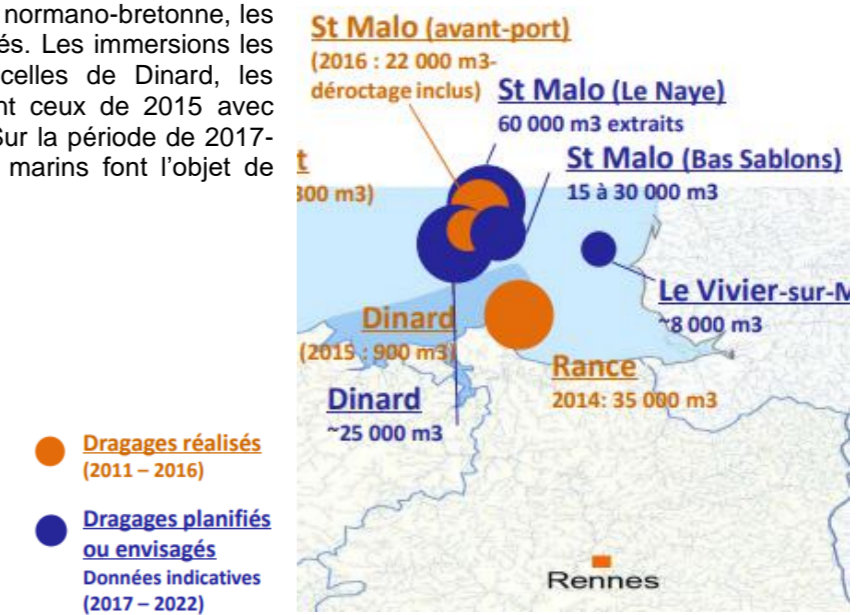 normano-bretonne, les
és. Les immersions les
celles de Dinard, les
nt ceux de 2015 avec
Sur la période de 2017-
marins font l’objet de
St Malo (avant-port)
(2016 : 22 000 m3-
déroctage inclus)
St Malo (Le Naye)
60 000 m3 extraits
St Malo (Bas Sablons)
15 à 30 000 m3
t
300 m3)
Le Vivier-sur-M
~8 000 m3
Dinard
(2015 : 900 m3)
Rance
2014: 35 000 m3
Dinard
~25 000 m3
Dragages réalisés
(2011 – 2016)
Dragages planifiés
ou envisagés
Données indicatives
(2017 – 2022)
Rennes